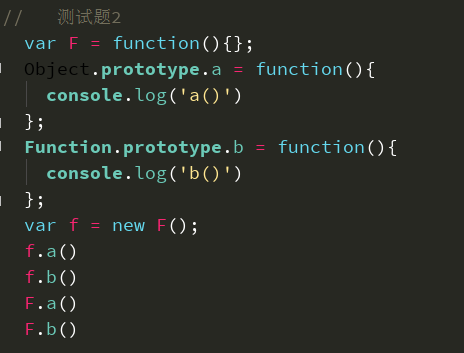 //   测试题2
var F = function(){};
Object.prototype.a = function(){
  console.log('a()')
};
Function.prototype.b = function(){
  console.log('b()')
};
var f = new F();
f.a()
f.b()
F.a()
F.b()